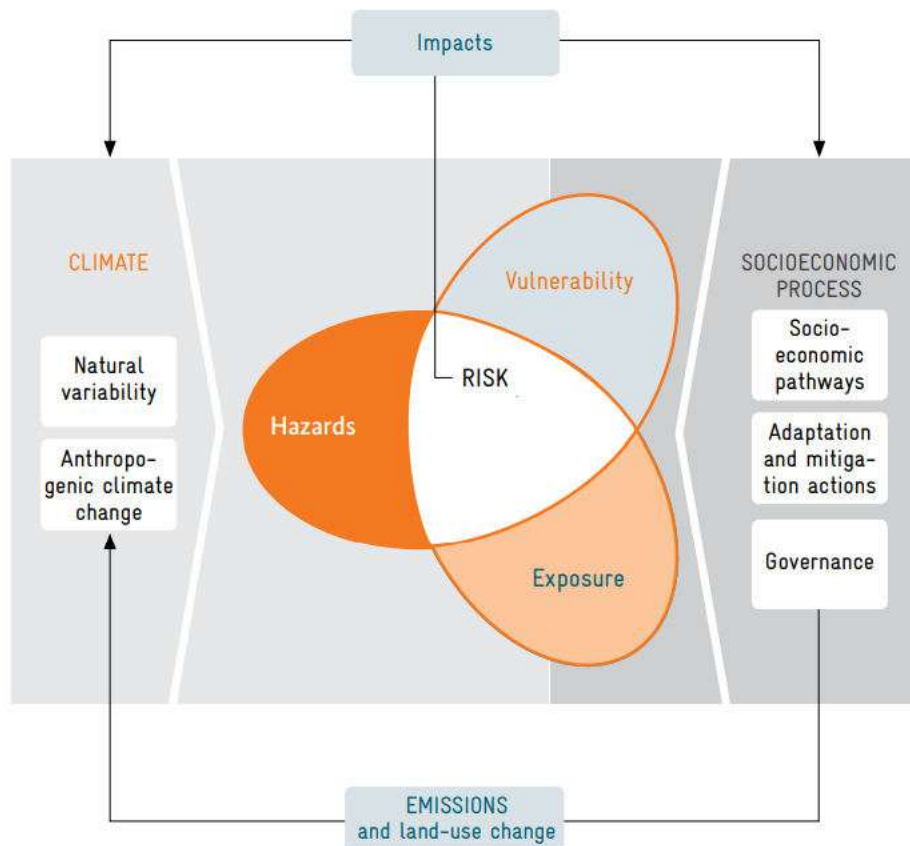 Impacts
CLIMATE
Natural
variability
Anthropo-
genic climate
change
Vulnerability
RISK
Hazards
Exposure
SOCIOECONOMIC
PROCESS
Socio-
economic
pathways
Adaptation
and mitiga-
tion actions
Governance
EMISSIONS
and land-use change